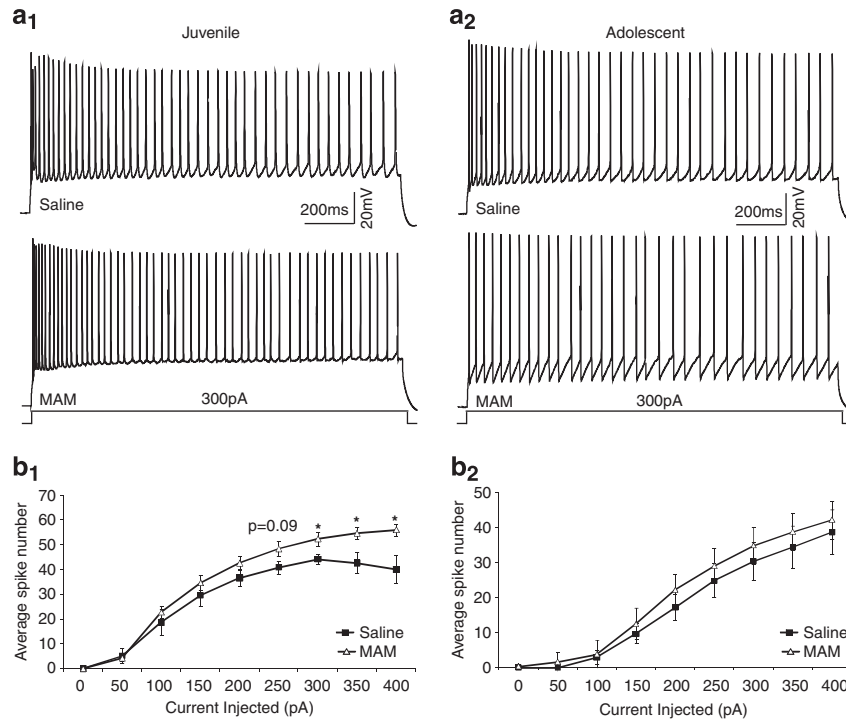 a1
Juvenile
Saline
200ms
20mV
MAM
300pA
a2
Adolescent
Saline
200ms
20mV
MAM
300pA
b1
Average spike number
70
60
50
40
30
20
10
0
p=0.09
*
*
*
Saline
MAM
0 50 100 150 200 250 300 350 400
Current Injected (pA)
b2
Average spike number
50
40
30
20
10
0
Saline
MAM
0 50 100 150 200 250 300 350 400
Current Injected (pA)